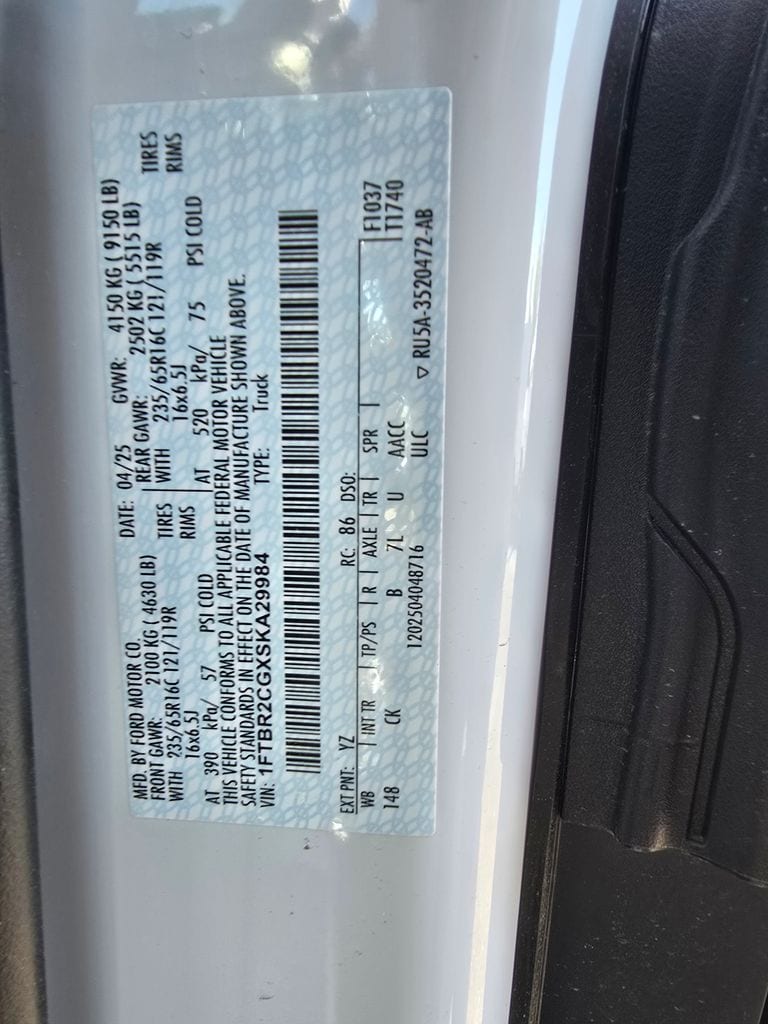 MFD. BY FORD MOTOR CO. DATE: 04/25 GVWR: 4150 KG ( 9150 LB)
FRONT GAWR: 2100 KG ( 4630 LB) REAR GAWR: 2502 KG ( 5515 LB)
WITH 235/65R16C 121/119R TIRES WITH 235/65R16C 121/119R TIRES
16x6.5J RIMS 16x6.5J RIMS
AT 390 kPa/ 57 PSI COLD AT 520 kPa/ 75 PSI COLD
THIS VEHICLE CONFORMS TO ALL APPLICABLE FEDERAL MOTOR VEHICLE
SAFETY STANDARDS IN EFFECT ON THE DATE OF MANUFACTURE SHOWN ABOVE.
VIN: 1FTBR2CGXSKA29984 TYPE: Truck
EXT PNT: YZ RC: 86 DSO:
WB INT TR TP/PS R AXLE TR SPR F1037
148 CK B 7L U AACC T1740
1202504048716 ULC ▽ RU5A-3520472-AB